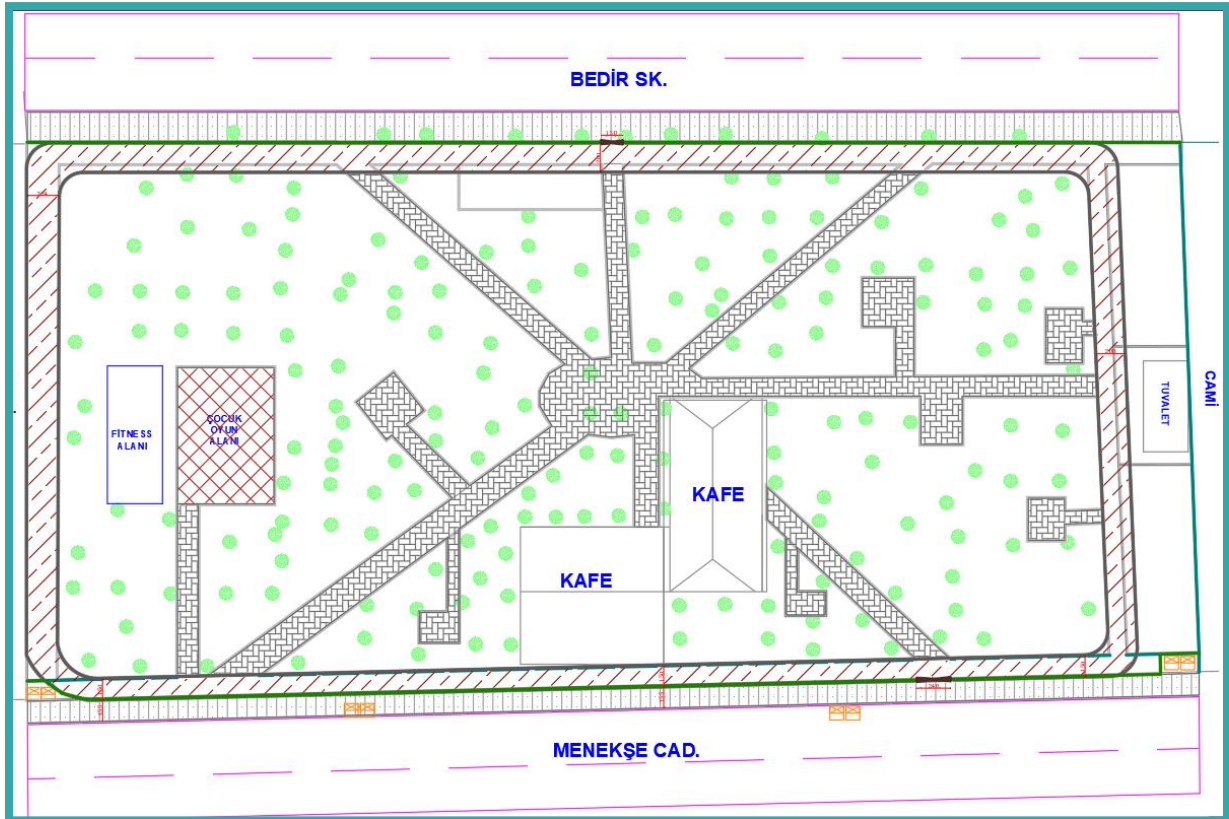 BEDİR SK.
ÇOCUK
OYUN
ALANI
FİTNESS
ALANI
TUVALET
CAMİ
KAFE
KAFE
MENEKŞE CAD.